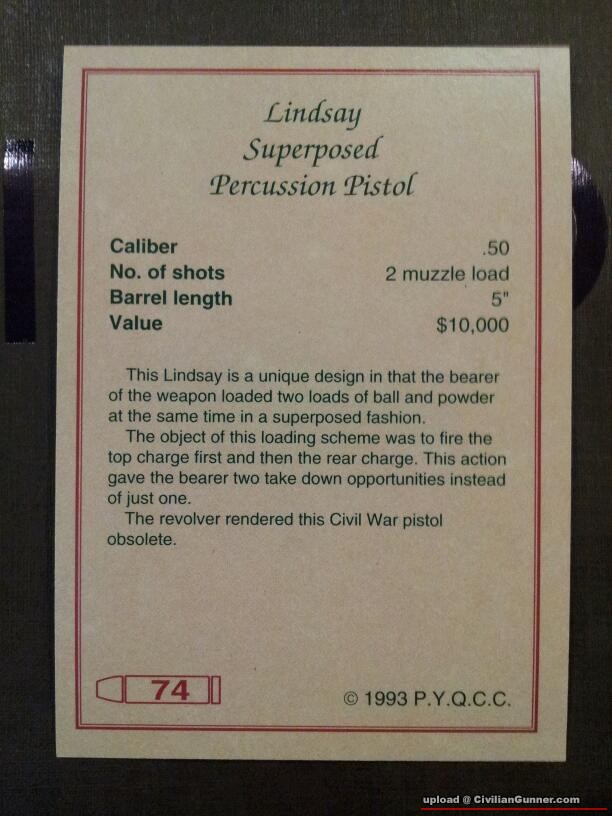 Lindsay
Superposed
Percussion Pistol
Caliber .50
No. of shots 2 muzzle load
Barrel length 5"
Value $10,000
This Lindsay is a unique design in that the bearer
of the weapon loaded two loads of ball and powder
at the same time in a superposed fashion.
The object of this loading scheme was to fire the
top charge first and then the rear charge. This action
gave the bearer two take down opportunities instead
of just one.
The revolver rendered this Civil War pistol
obsolete.
74 © 1993 P.Y.Q.C.C.
upload @ CivilianGunner.com